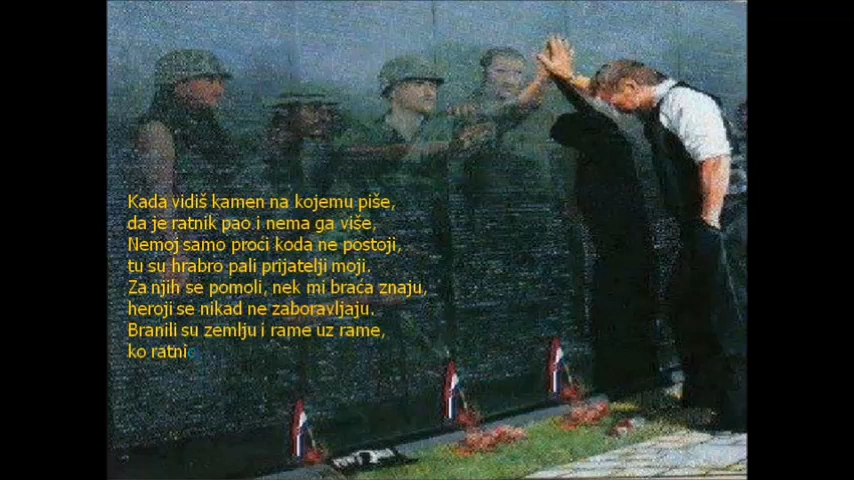 Kada vidiš kamen na kojemu piše,
da je ratnik pao i nema ga više,
Nemoj samo proći koda ne postoji,
tu su hrabro pali prijatelji moji.
Za njih se pomoli, nek mi braća znaju,
heroji se nikad ne zaboravljaju.
Branili su zemlju i rame uz rame,
ko ratnic